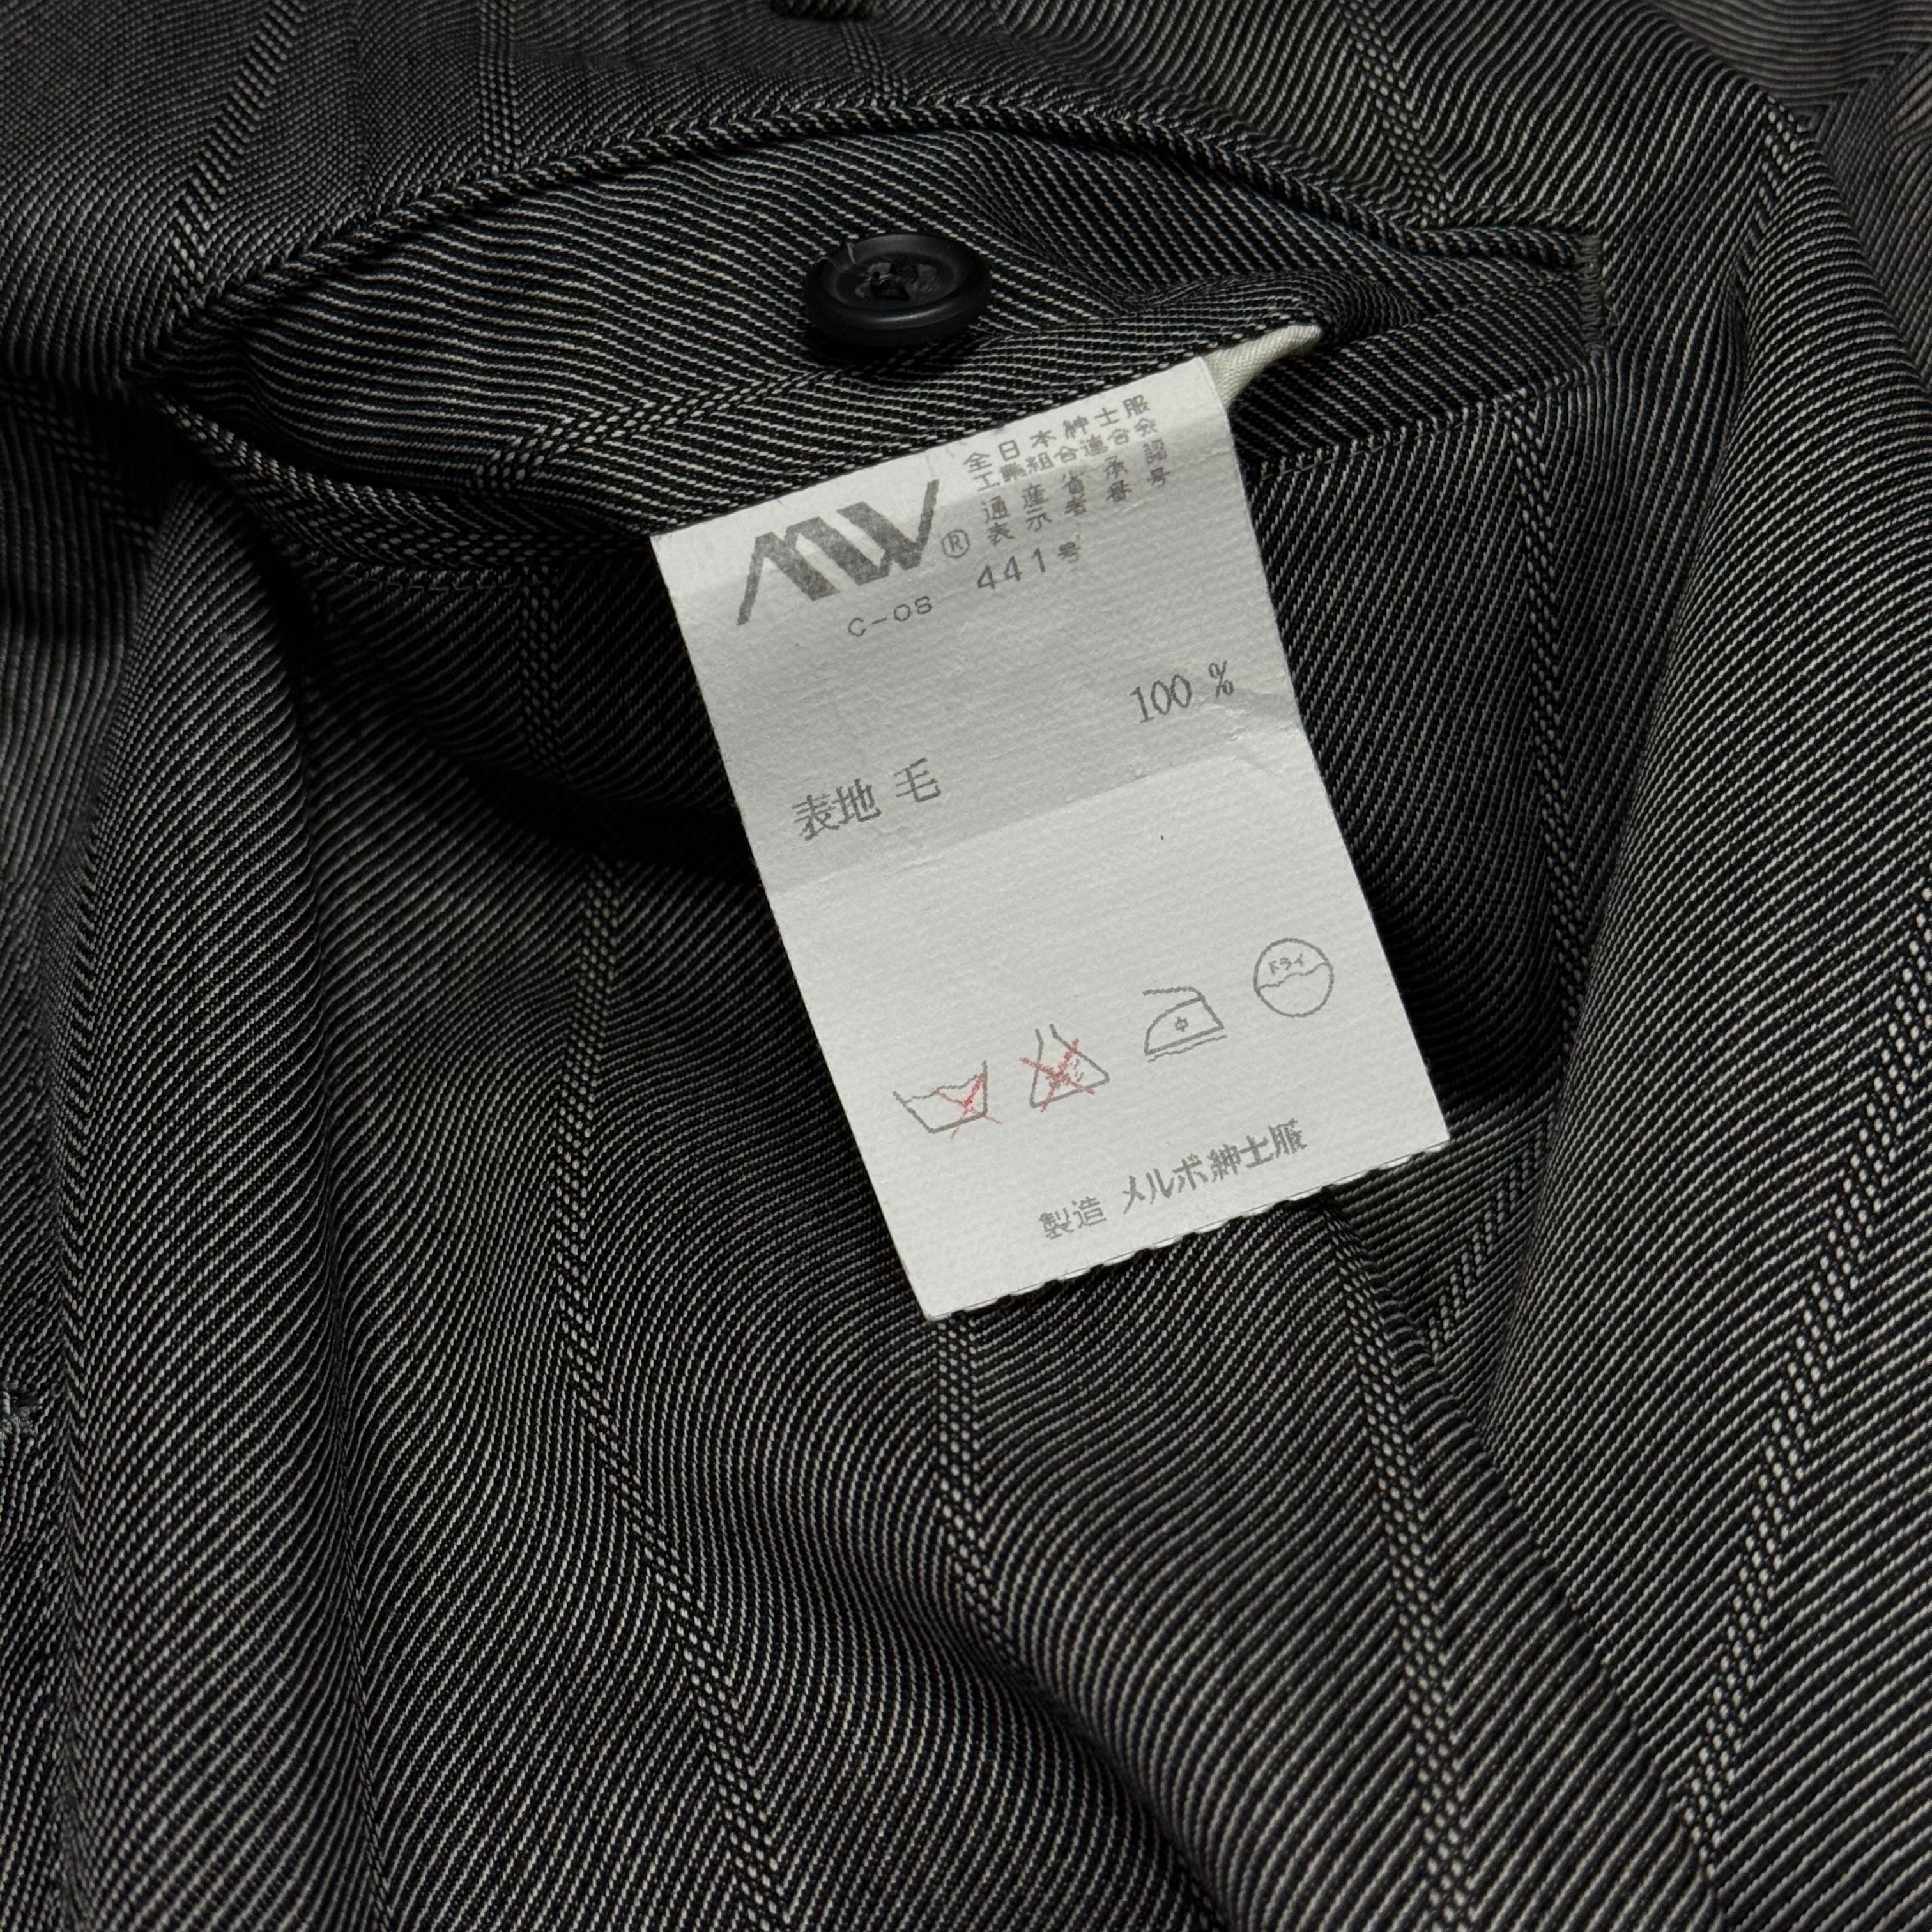 全日本紳士服
工業組合連合会
通産省承認
表示者番号
MW®
C-OS 441号
100 %
表地 毛
中
ドライ
製造 メルボ紳士服